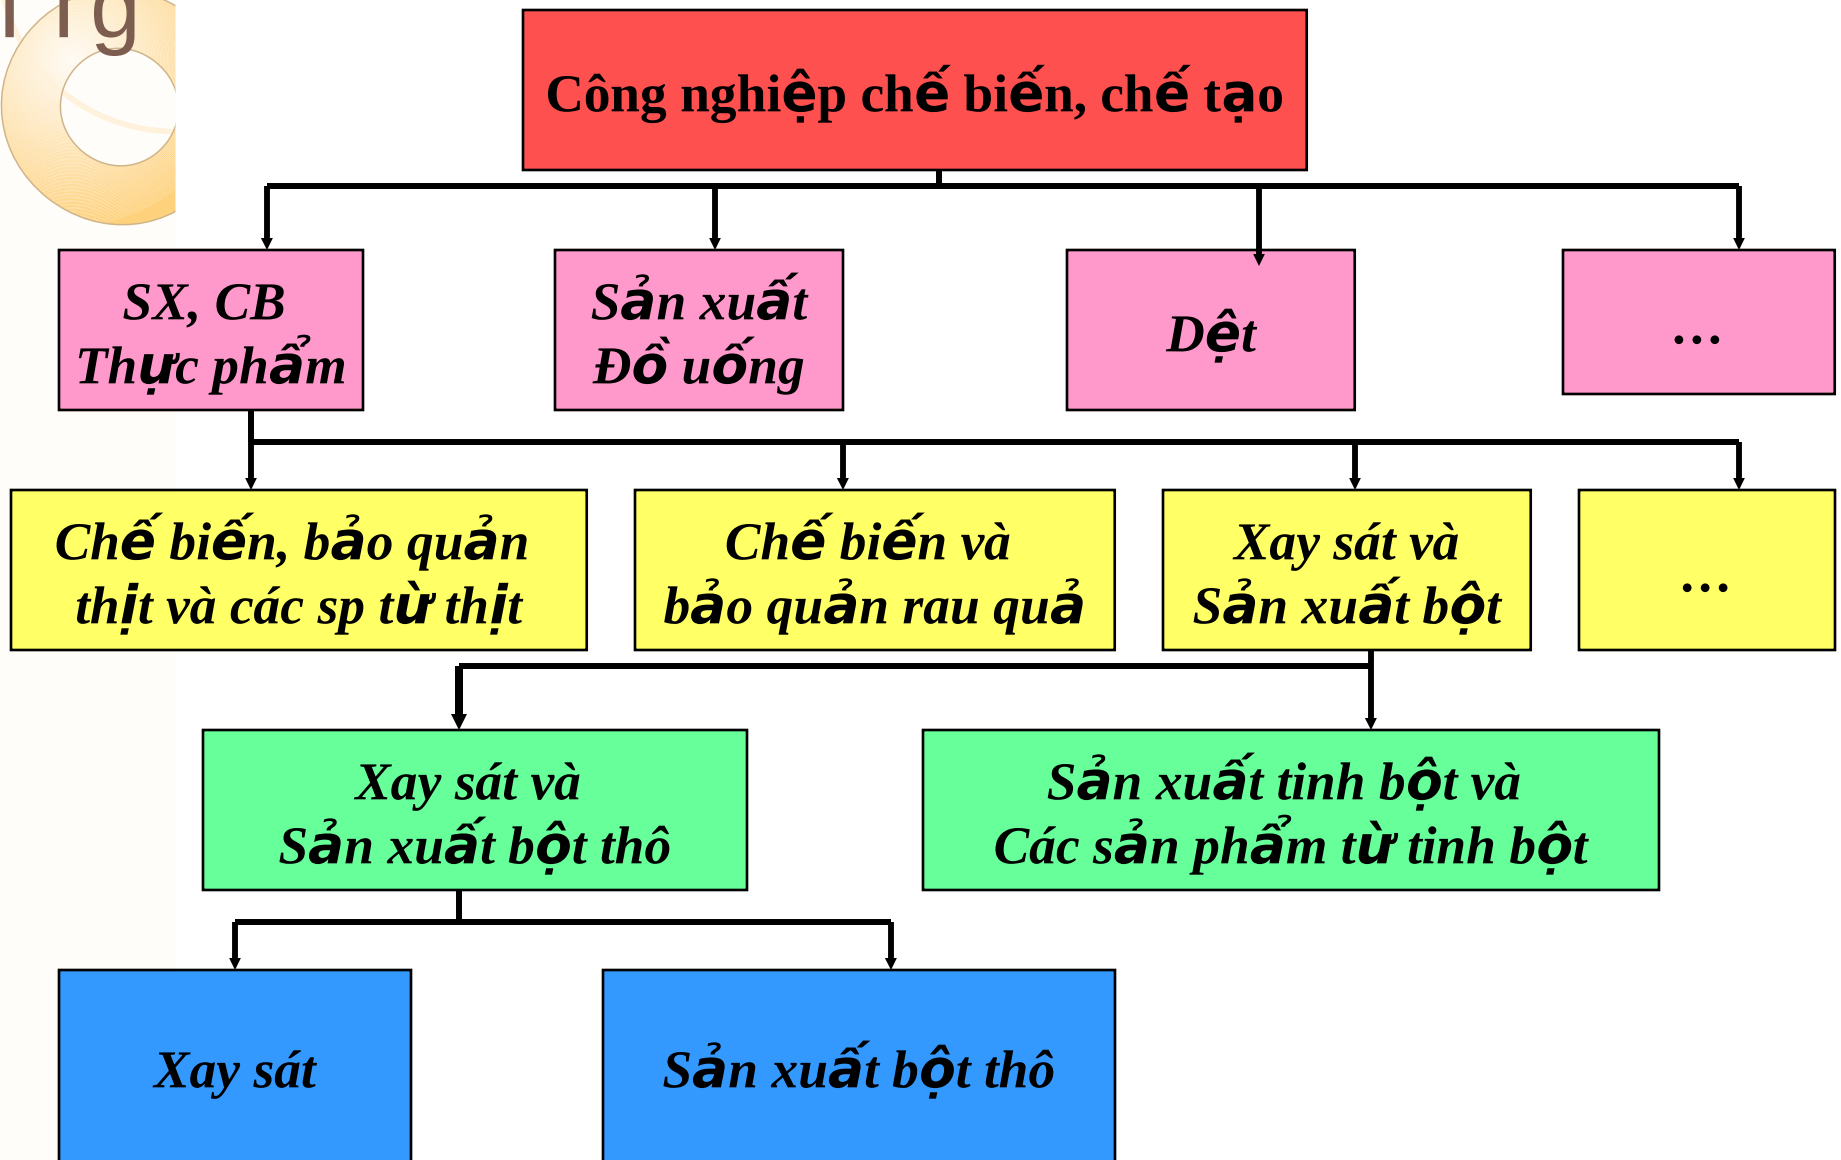 Công nghiệp chế biến, chế tạo
SX, CB
Thực phẩm
Sản xuất
Đồ uống
Dệt
...
Chế biến, bảo quản
thịt và các sp từ thịt
Chế biến và
bảo quản rau quả
Xay sát và
Sản xuất bột
...
Xay sát và
Sản xuất bột thô
Sản xuất tinh bột và
Các sản phẩm từ tinh bột
Xay sát
Sản xuất bột thô